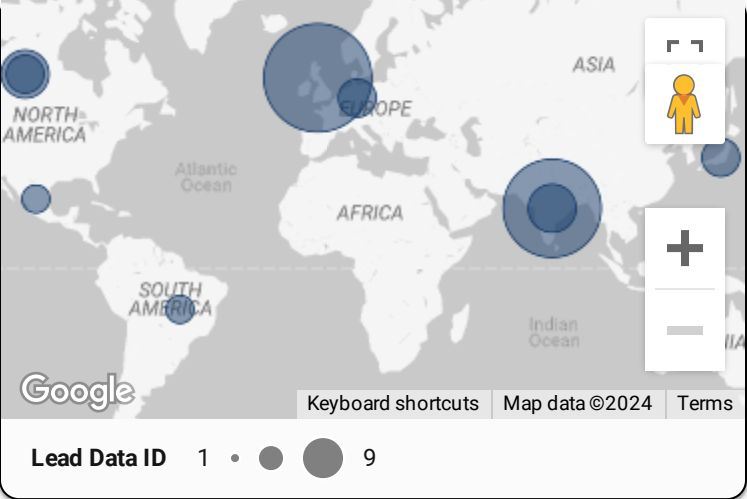 ASIA
NORTH
AMERICA
EUROPE
Atlantic
Ocean
AFRICA
SOUTH
AMERICA
Indian
Ocean
IA
Google
Keyboard shortcuts
Map data ©2024
Terms
Lead Data ID 1 9